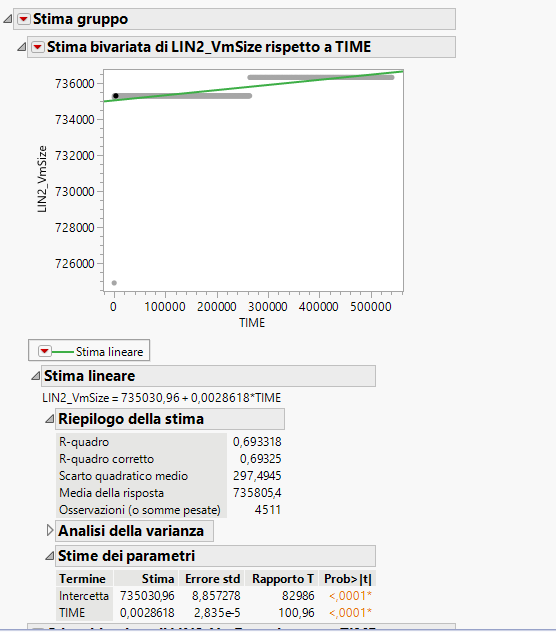 Stima gruppo
Stima bivariata di LIN2_VmSize rispetto a TIME
736000
734000
732000
730000
728000
726000
LIN2_VmSize
0 100000 200000 300000 400000 500000
TIME
Stima lineare
Stima lineare
LIN2_VmSize = 735030,96 + 0,0028618*TIME
Riepilogo della stima
R-quadro 0,693318
R-quadro corretto 0,69325
Scarto quadratico medio 297,4945
Media della risposta 735805,4
Osservazioni (o somme pesate) 4511
Analisi della varianza
Stime dei parametri
Termine Stima Errore std Rapporto T Prob>|t|
Intercetta 735030,96 8,857278 82986 <,0001*
TIME 0,0028618 2,835e-5 100,96 <,0001*